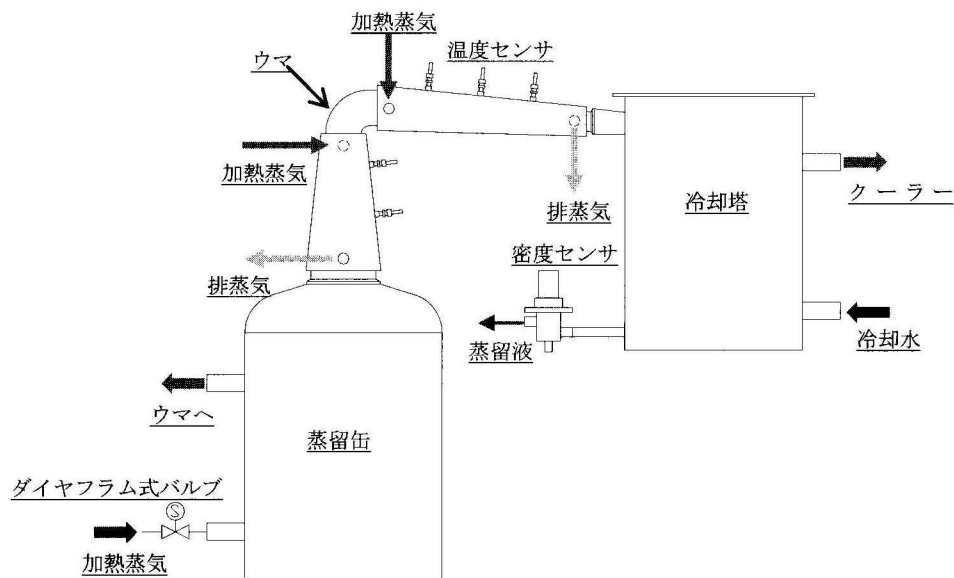 加熱蒸気
ウマ
温度センサ
加熱蒸気
排蒸気
冷却塔
クーラー
排蒸気
密度センサ
蒸留液
冷却水
ウマへ
蒸留缶
ダイヤフラム式バルブ
S
加熱蒸気